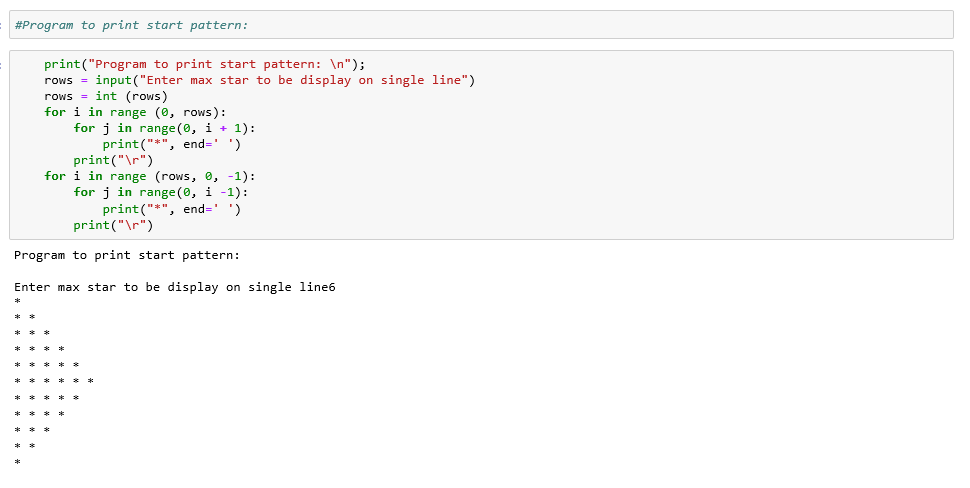 #Program to print start pattern:
print("Program to print start pattern: \n");
rows = input("Enter max star to be display on single line")
rows = int (rows)
for i in range (0, rows):
    for j in range(0, i + 1):
        print("*", end=' ')
    print("\r")
for i in range (rows, 0, -1):
    for j in range(0, i -1):
        print("*", end=' ')
    print("\r")
Program to print start pattern:
Enter max star to be display on single line6
*
* *
* * *
* * * *
* * * * *
* * * * * *
* * * * *
* * * *
* * *
* *
*